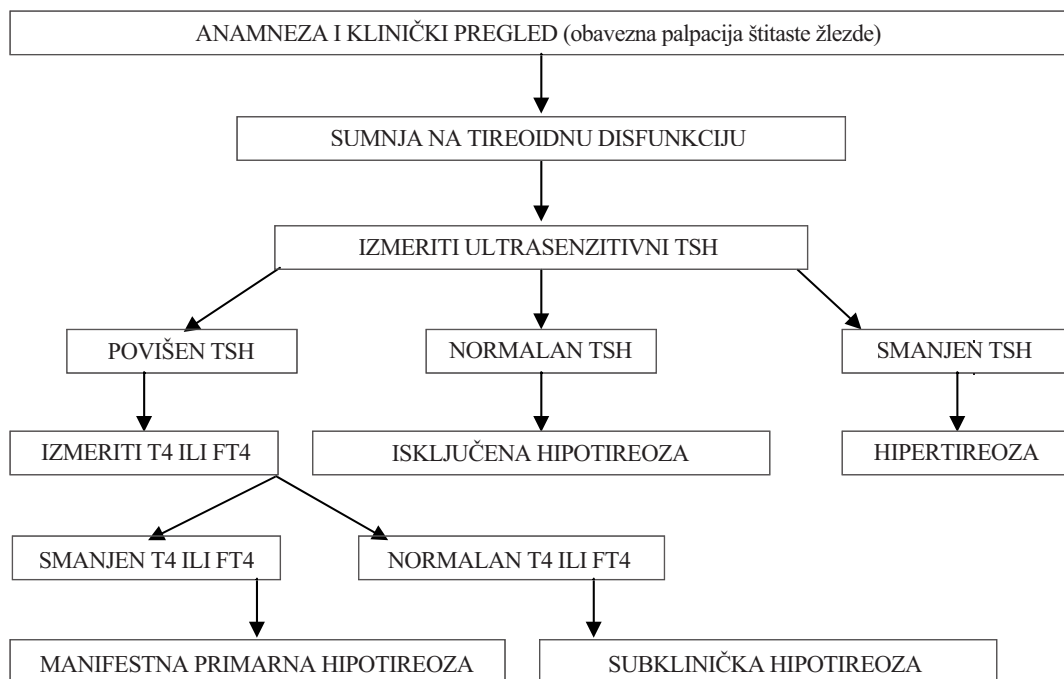 ANAMNEZA I KLINIČKI PREGLED (obavezna palpacija štitaste žlezde)
SUMNJA NA TIREOIDNU DISFUNKCIJU
IZMERITI ULTRASENZITIVNI TSH
POVIŠEN TSH
NORMALAN TSH
SMANJEN TSH
IZMERITI T4 ILI FT4
ISKLJUČENA HIPOTIREOZA
HIPERTIREOZA
SMANJEN T4 ILI FT4
NORMALAN T4 ILI FT4
MANIFESTNA PRIMARNA HIPOTIREOZA
SUBKLINIČKA HIPOTIREOZA